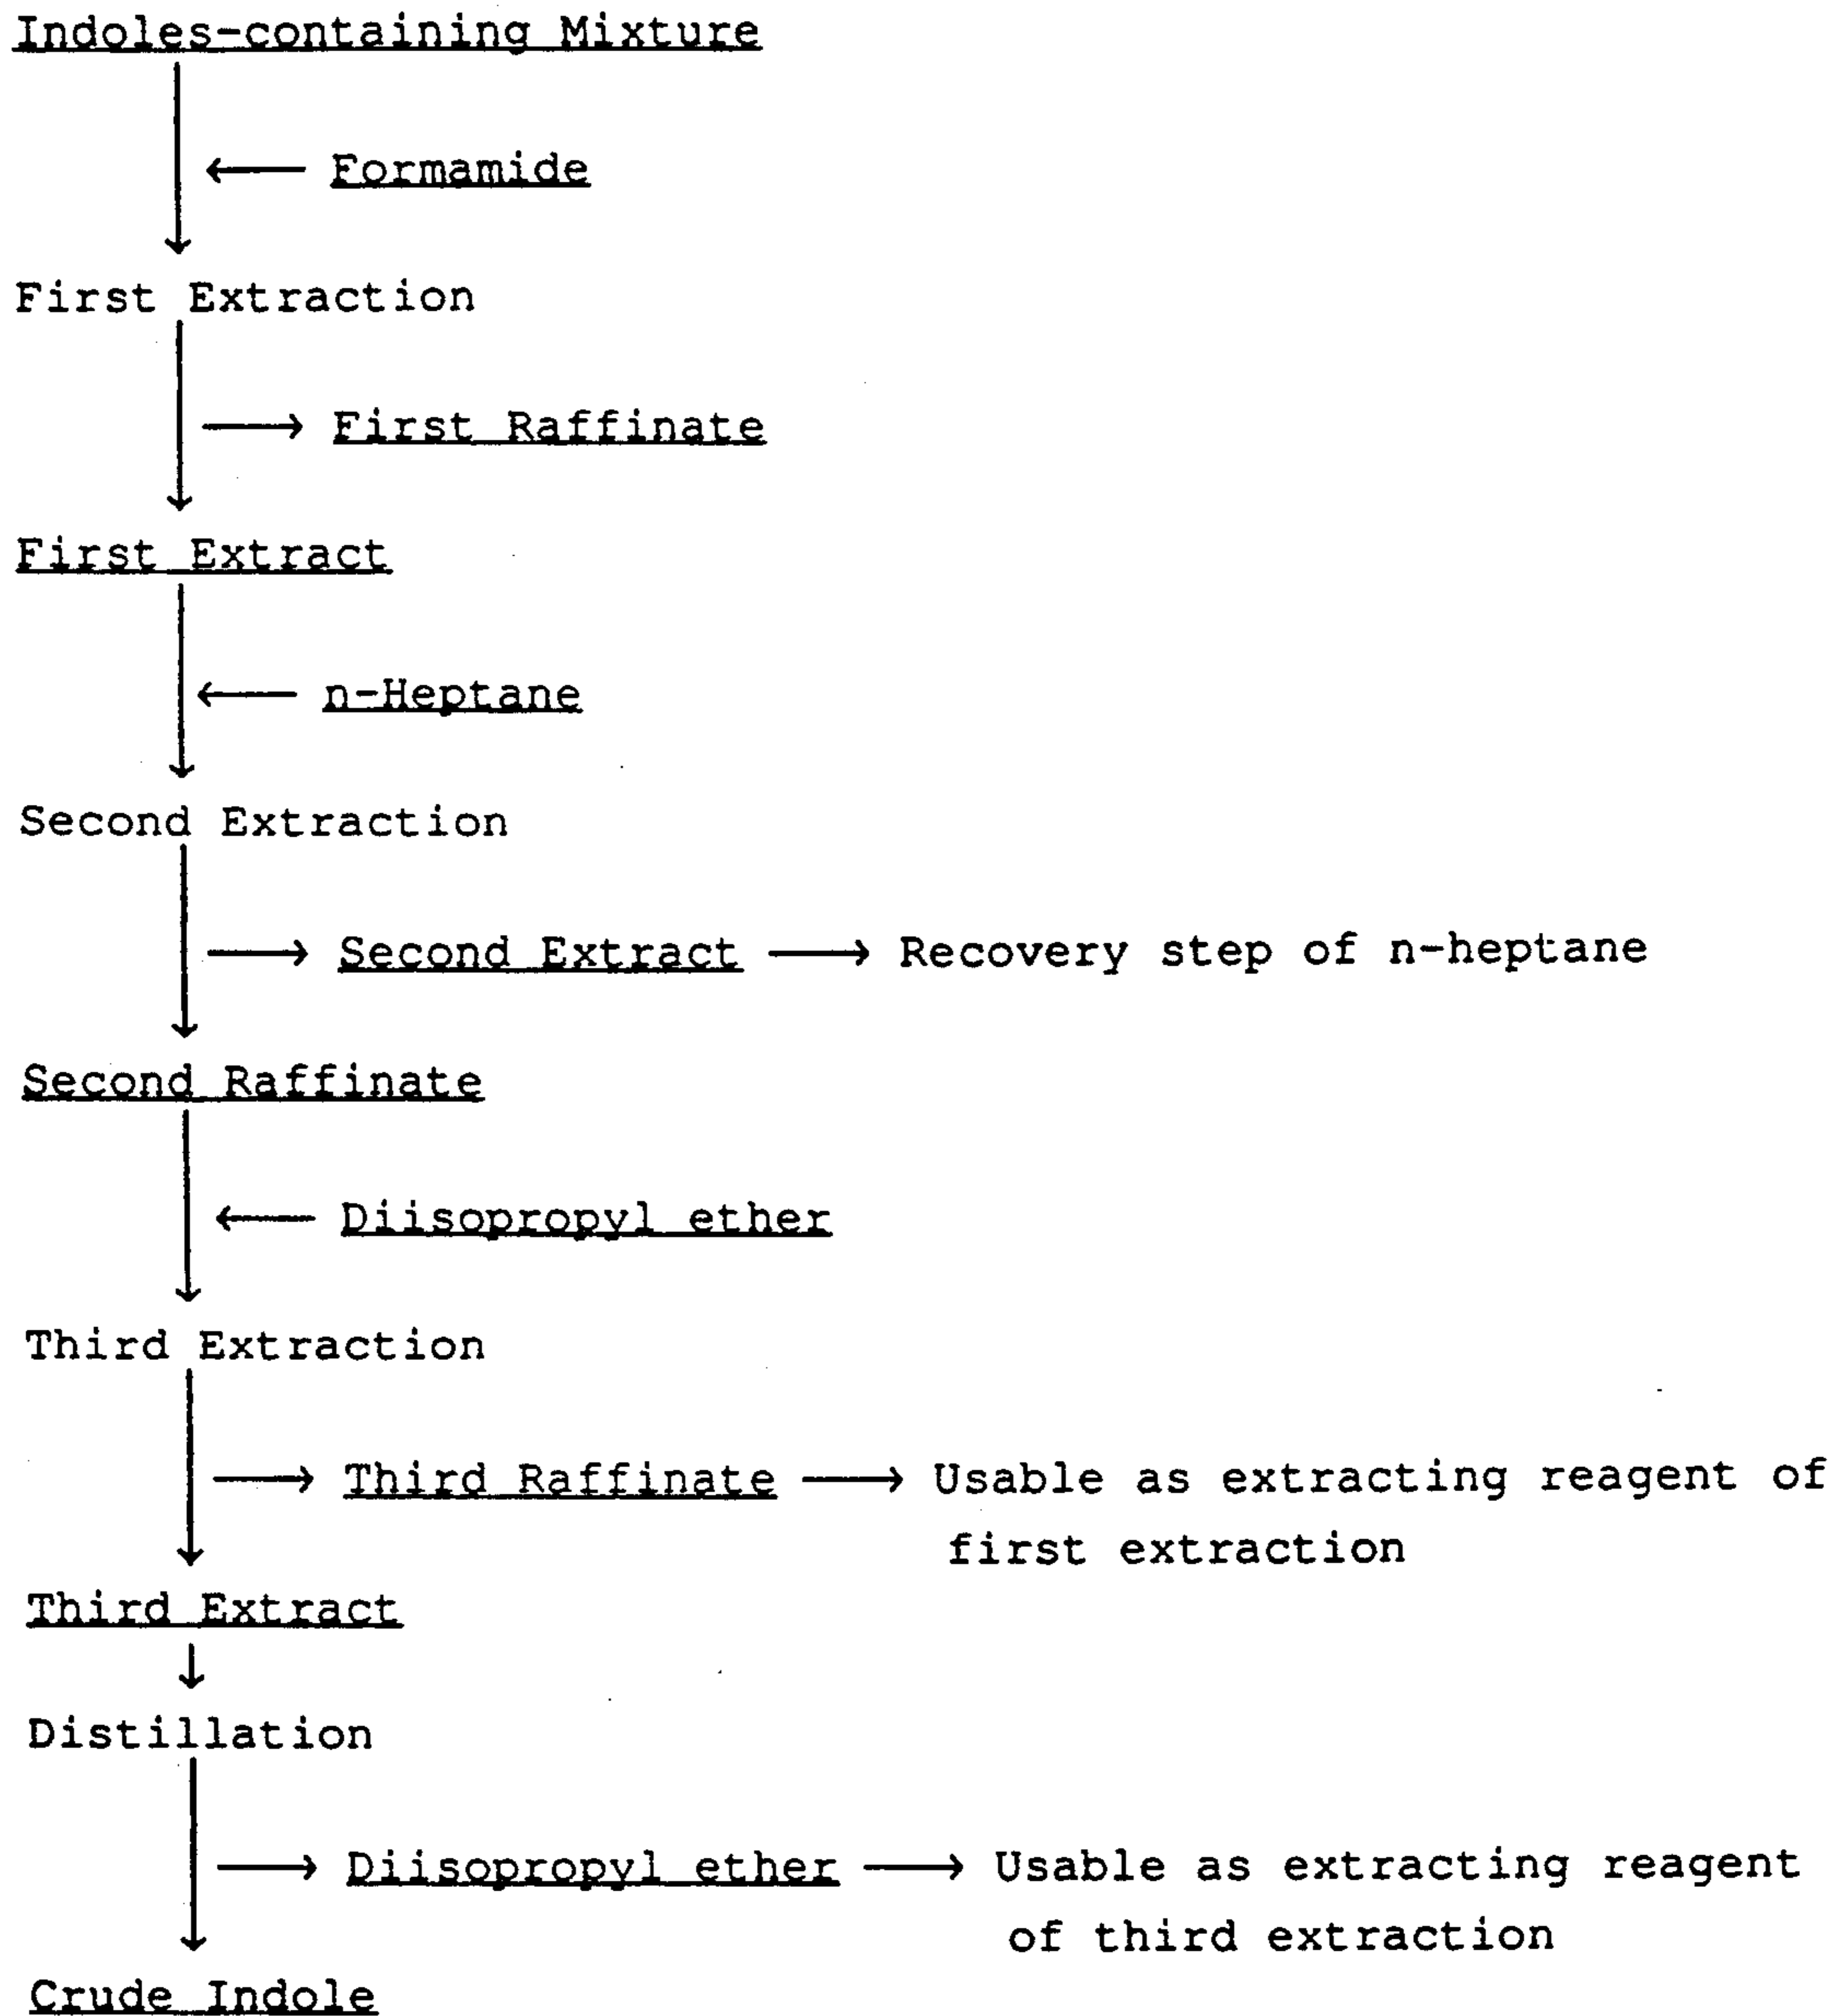 Indoles-containing Mixture
← Formamide
First Extraction
→ First Raffinate
First Extract
← n-Heptane
Second Extraction
→ Second Extract → Recovery step of n-heptane
Second Raffinate
← Diisopropyl ether
Third Extraction
→ Third Raffinate → Usable as extracting reagent of
first extraction
Third Extract
Distillation
→ Diisopropyl ether → Usable as extracting reagent
of third extraction
Crude Indole